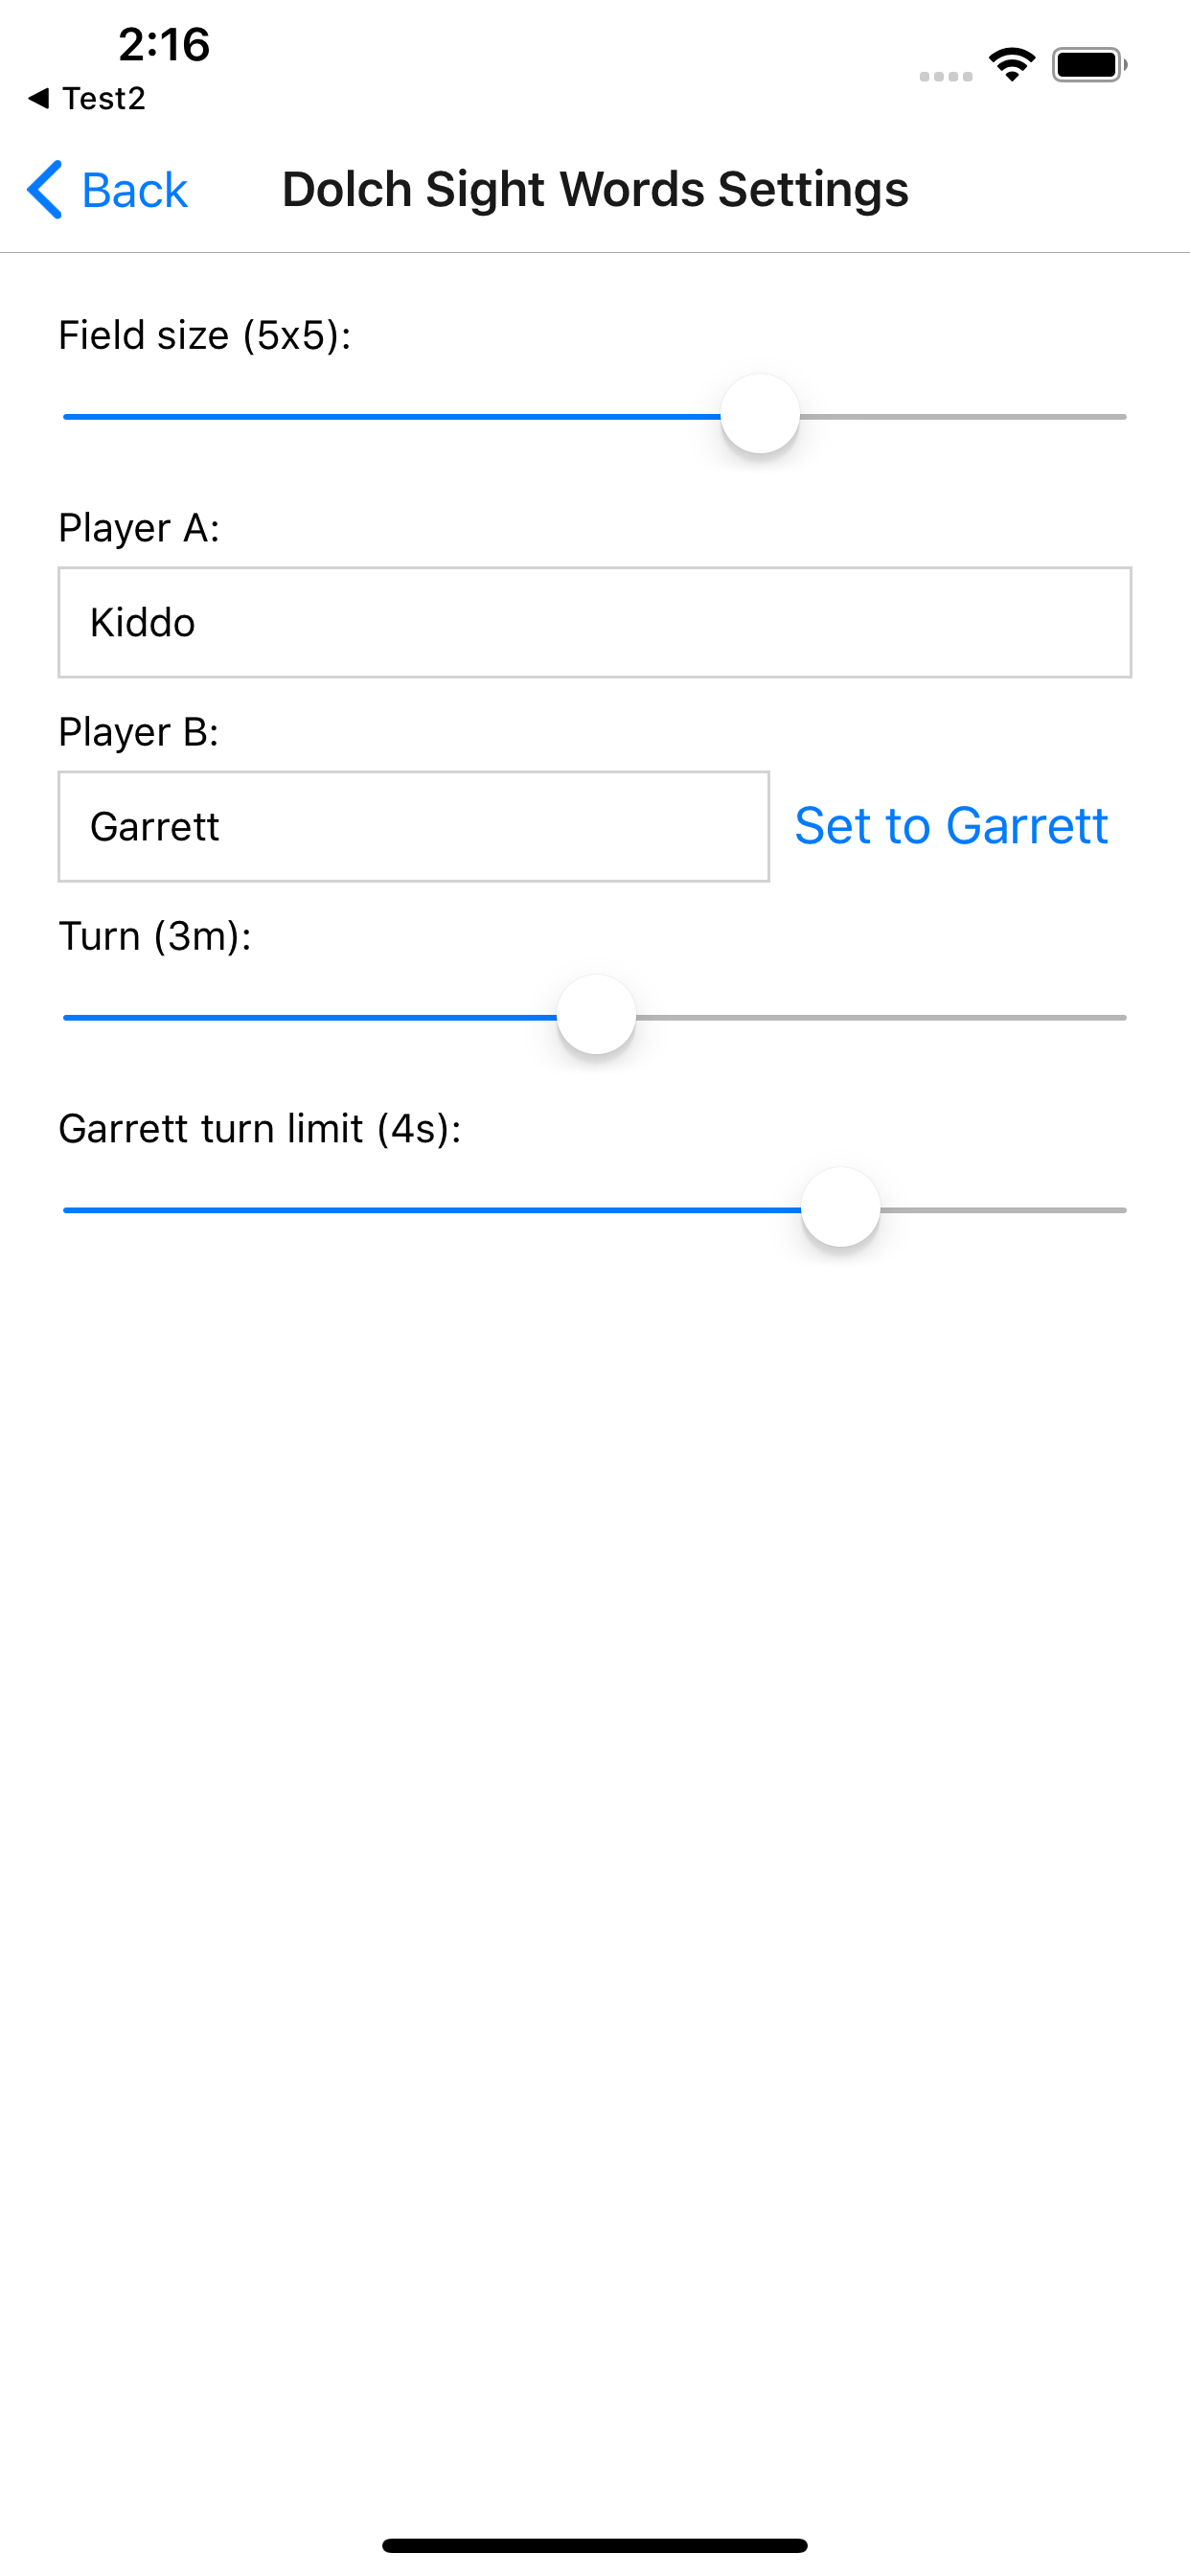 2:16
Test2
Back
Dolch Sight Words Settings
Field size (5x5):
Player A:
Kiddo
Player B:
Garrett
Set to Garrett
Turn (3m):
Garrett turn limit (4s):